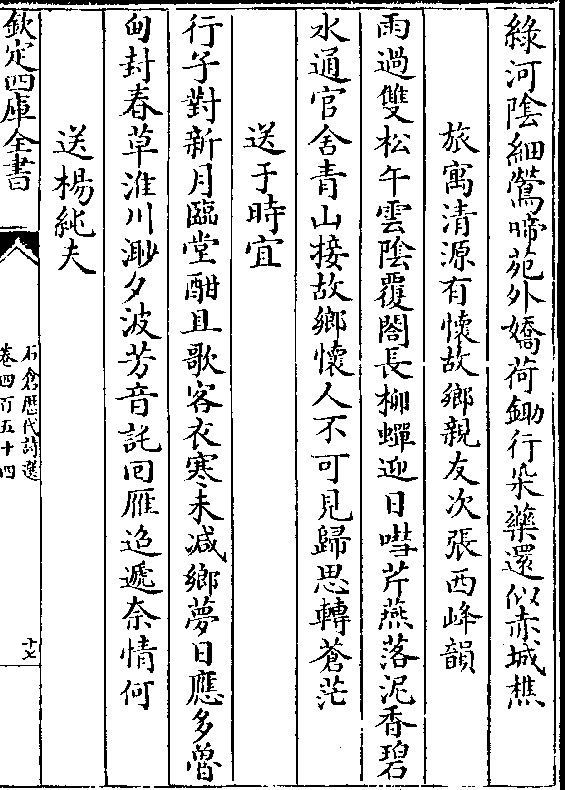 綠河陰細鶯啼苑外嬌荷鋤行采藥還似赤城樵
旅寓清源有懷故鄉親友次張西峰韻
雨過雙松午雲陰覆閣長柳蟬迎日嘒芹燕落泥香碧
水通官舍青山接故鄉懷人不可見歸思轉蒼茫
送于時宜
行子對新月臨堂酣且歌客衣寒未減鄉夢日應多曽
甸封春草淮川渺夕波芳音託回雁迢遞奈情何
送楊純夫
欽定四庫全書
石倉歴代詩選
卷四百五十四
十七